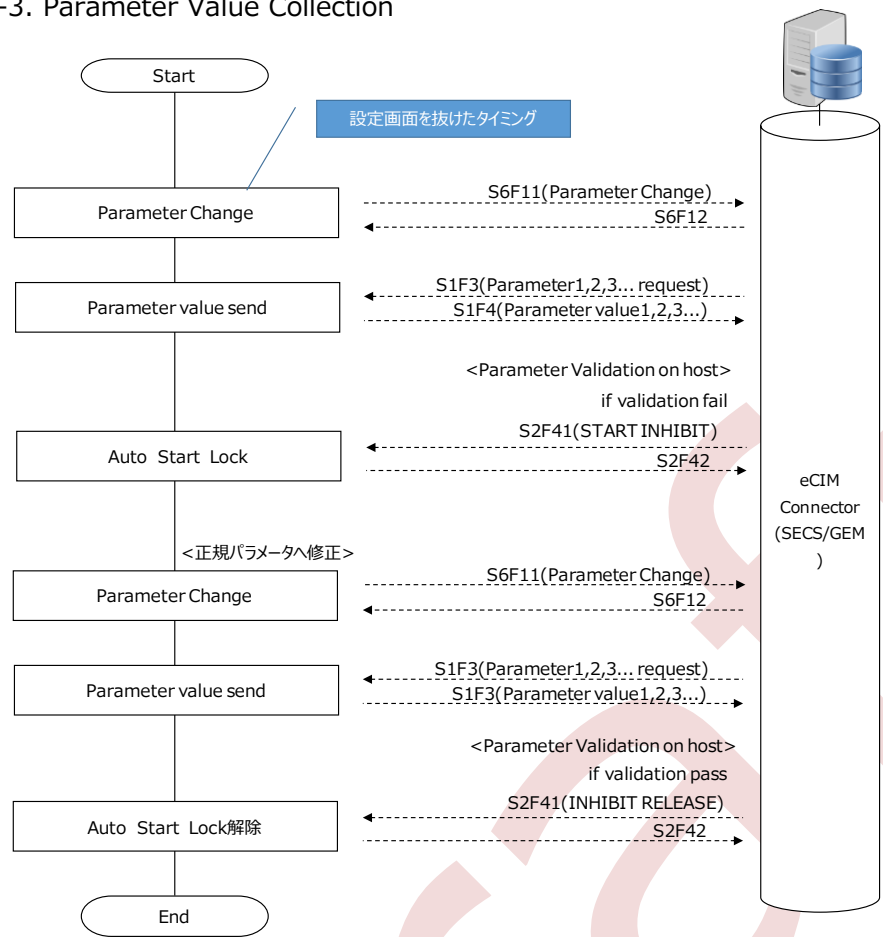 -3. Parameter Value Collection
Start
設定画面を抜けたタイミング
Parameter Change
S6F11(Parameter Change)
S6F12
Parameter value send
S1F3(Parameter1,2,3... request)
S1F4(Parameter value1,2,3...)
<Parameter Validation on host>
if validation fail
Auto Start Lock
S2F41(START INHIBIT)
S2F42
eCIM
Connector
(SECS/GEM
)
<正規パラメータへ修正>
Parameter Change
S6F11(Parameter Change)
S6F12
Parameter value send
S1F3(Parameter1,2,3... request)
S1F3(Parameter value1,2,3...)
<Parameter Validation on host>
if validation pass
Auto Start Lock解除
S2F41(INHIBIT RELEASE)
S2F42
End